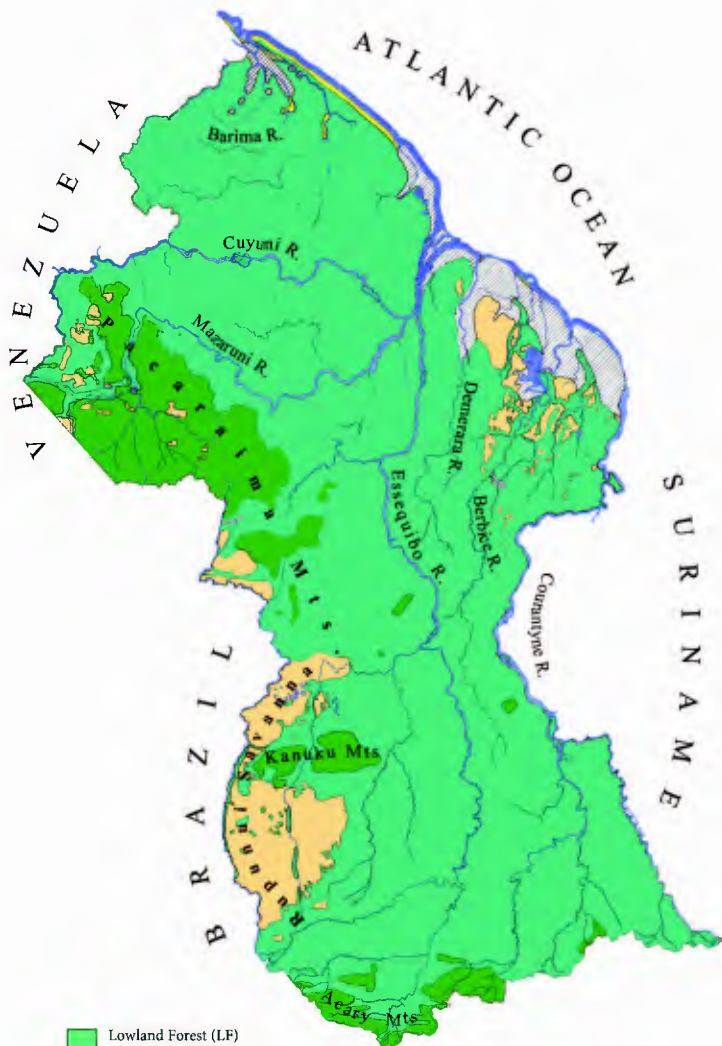 ATLANTIC OCEAN
VENEZUELA
Barima R.
Cuyuni R.
Mazaruni R.
Pacaraima Mts.
Demerara R.
Essequibo R.
Berbice R.
Courantyne R.
SURINAME
BRAZIL
Rupununi Savanna
Kanuku Mts
Acary Mts
Lowland Forest (LF)